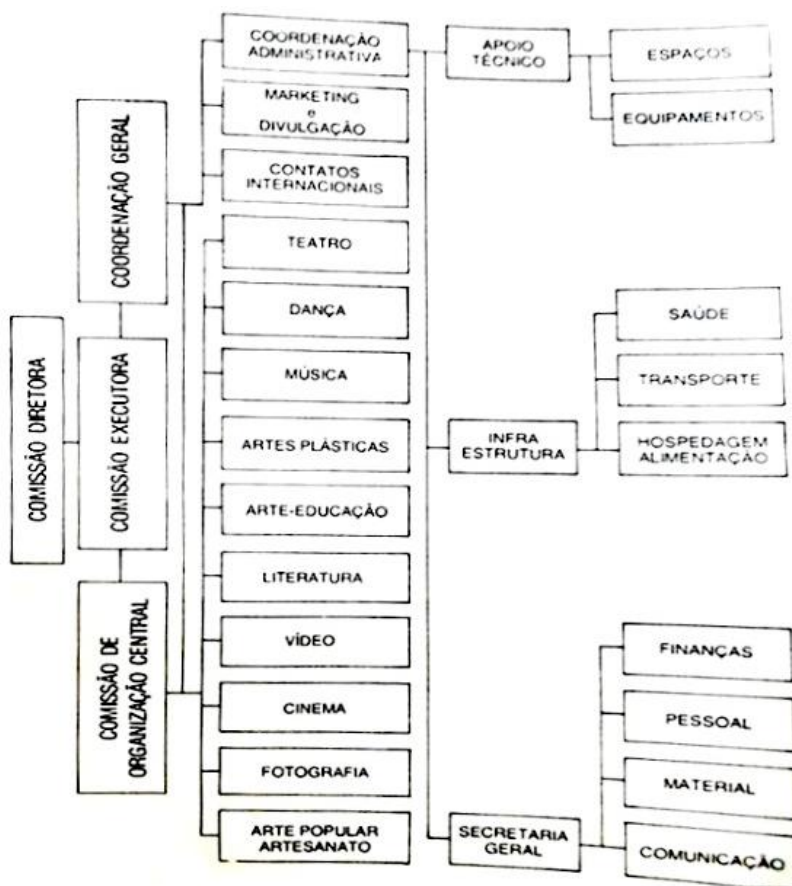 COMISSÃO DIRETORA
COORDENAÇÃO GERAL
COMISSÃO EXECUTORA
COMISSÃO DE
ORGANIZAÇÃO CENTRAL
COORDENAÇÃO
ADMINISTRATIVA
MARKETING
e
DIVULGAÇÃO
CONTATOS
INTERNACIONAIS
TEATRO
DANÇA
MÚSICA
ARTES PLÁSTICAS
ARTE-EDUCAÇÃO
LITERATURA
VÍDEO
CINEMA
FOTOGRAFIA
ARTE POPULAR
ARTESANATO
APOIO
TÉCNICO
INFRA
ESTRUTURA
SECRETARIA
GERAL
ESPAÇOS
EQUIPAMENTOS
SAÚDE
TRANSPORTE
HOSPEDAGEM
ALIMENTAÇÃO
FINANÇAS
PESSOAL
MATERIAL
COMUNICAÇÃO